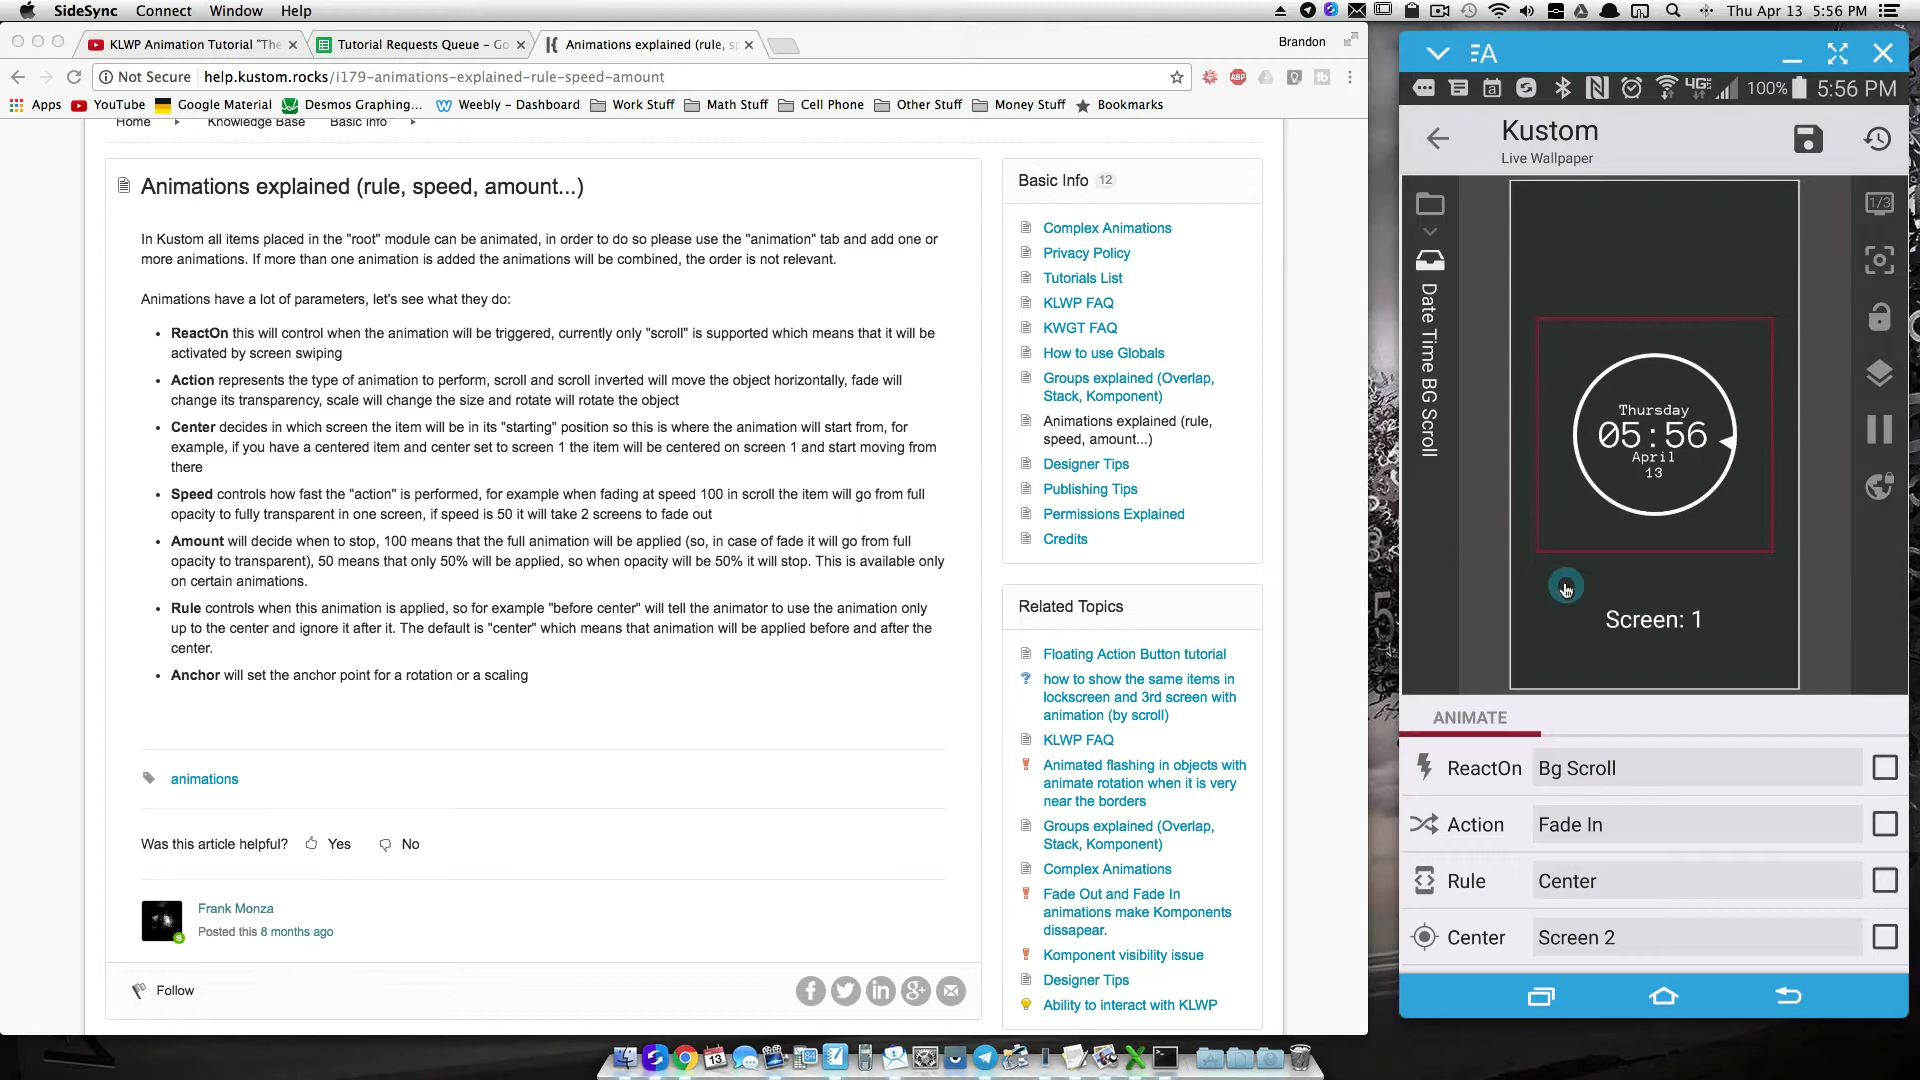 SideSync Connect Window Help
Thu Apr 13 5:56 PM
KLWP Animation Tutorial "The
Tutorial Requests Queue - Go
Animations explained (rule, sp
Brandon
Not Secure help.kustom.rocks/i179-animations-explained-rule-speed-amount
ABP
Apps YouTube Google Material Desmos Graphing... Weebly - Dashboard Work Stuff Math Stuff Cell Phone Other Stuff Money Stuff Bookmarks
Home Knowledge Base Basic Info
Animations explained (rule, speed, amount...)
In Kustom all items placed in the "root" module can be animated, in order to do so please use the "animation" tab and add one or
more animations. If more than one animation is added the animations will be combined, the order is not relevant.
Animations have a lot of parameters, let's see what they do:
ReactOn this will control when the animation will be triggered, currently only "scroll" is supported which means that it will be
activated by screen swiping
Action represents the type of animation to perform, scroll and scroll inverted will move the object horizontally, fade will
change its transparency, scale will change the size and rotate will rotate the object
Center decides in which screen the item will be in its "starting" position so this is where the animation will start from, for
example, if you have a centered item and center set to screen 1 the item will be centered on screen 1 and start moving from
there
Speed controls how fast the "action" is performed, for example when fading at speed 100 in scroll the item will go from full
opacity to fully transparent in one screen, if speed is 50 it will take 2 screens to fade out
Amount will decide when to stop, 100 means that the full animation will be applied (so, in case of fade it will go from full
opacity to transparent), 50 means that only 50% will be applied, so when opacity will be 50% it will stop. This is available only
on certain animations.
Rule controls when this animation is applied, so for example "before center" will tell the animator to use the animation only
up to the center and ignore it after it. The default is "center" which means that animation will be applied before and after the
center.
Anchor will set the anchor point for a rotation or a scaling
animations
Was this article helpful? Yes No
Frank Monza
Posted this 8 months ago
Follow
Basic Info 12
Complex Animations
Privacy Policy
Tutorials List
KLWP FAQ
KWGT FAQ
How to use Globals
Groups explained (Overlap,
Stack, Komponent)
Animations explained (rule,
speed, amount...)
Designer Tips
Publishing Tips
Permissions Explained
Credits
Related Topics
Floating Action Button tutorial
how to show the same items in
lockscreen and 3rd screen with
animation (by scroll)
KLWP FAQ
Animated flashing in objects with
animate rotation when it is very
near the borders
Groups explained (Overlap,
Stack, Komponent)
Complex Animations
Fade Out and Fade In
animations make Komponents
dissapear.
Komponent visibility issue
Designer Tips
Ability to interact with KLWP
4G 100% 5:56 PM
Kustom
Live Wallpaper
1/3
Date Time BG Scroll
Thursday
05:56
April
13
Screen: 1
ANIMATE
ReactOn Bg Scroll
Action Fade In
Rule Center
Center Screen 2